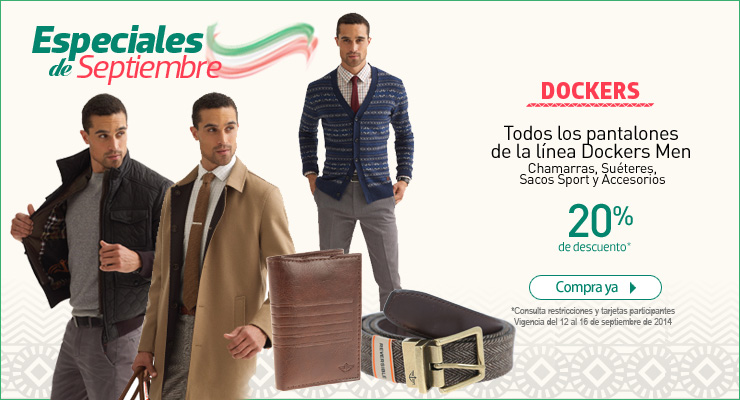 Especiales
de Septiembre
DOCKERS
Todos los pantalones
de la línea Dockers Men
Chamarras, Suéteres,
Sacos Sport y Accesorios
20%
de descuento*
Compra ya
*Consulta restricciones y tarjetas participantes
Vigencia del 12 al 16 de septiembre de 2014
REVERSIBLE